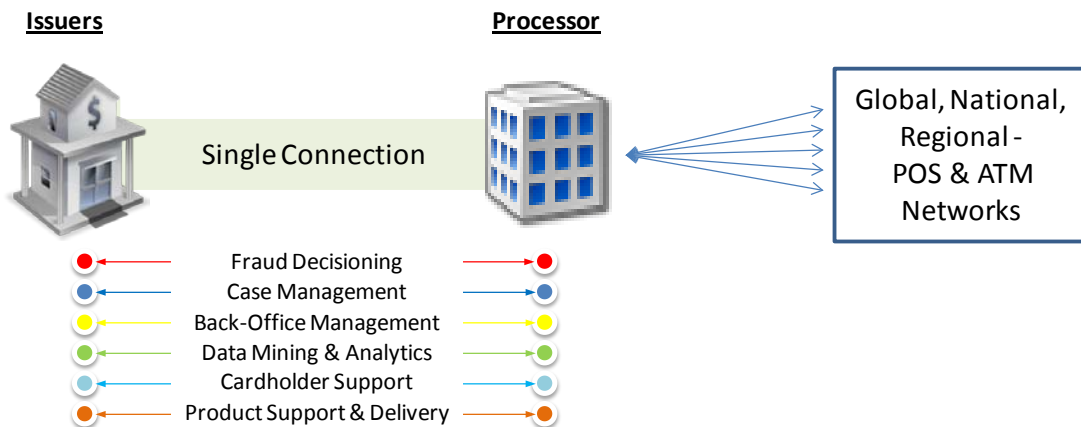 Issuers
Processor
$
Single Connection
Global, National,
Regional -
POS & ATM
Networks
Fraud Decisioning
Case Management
Back-Office Management
Data Mining & Analytics
Cardholder Support
Product Support & Delivery